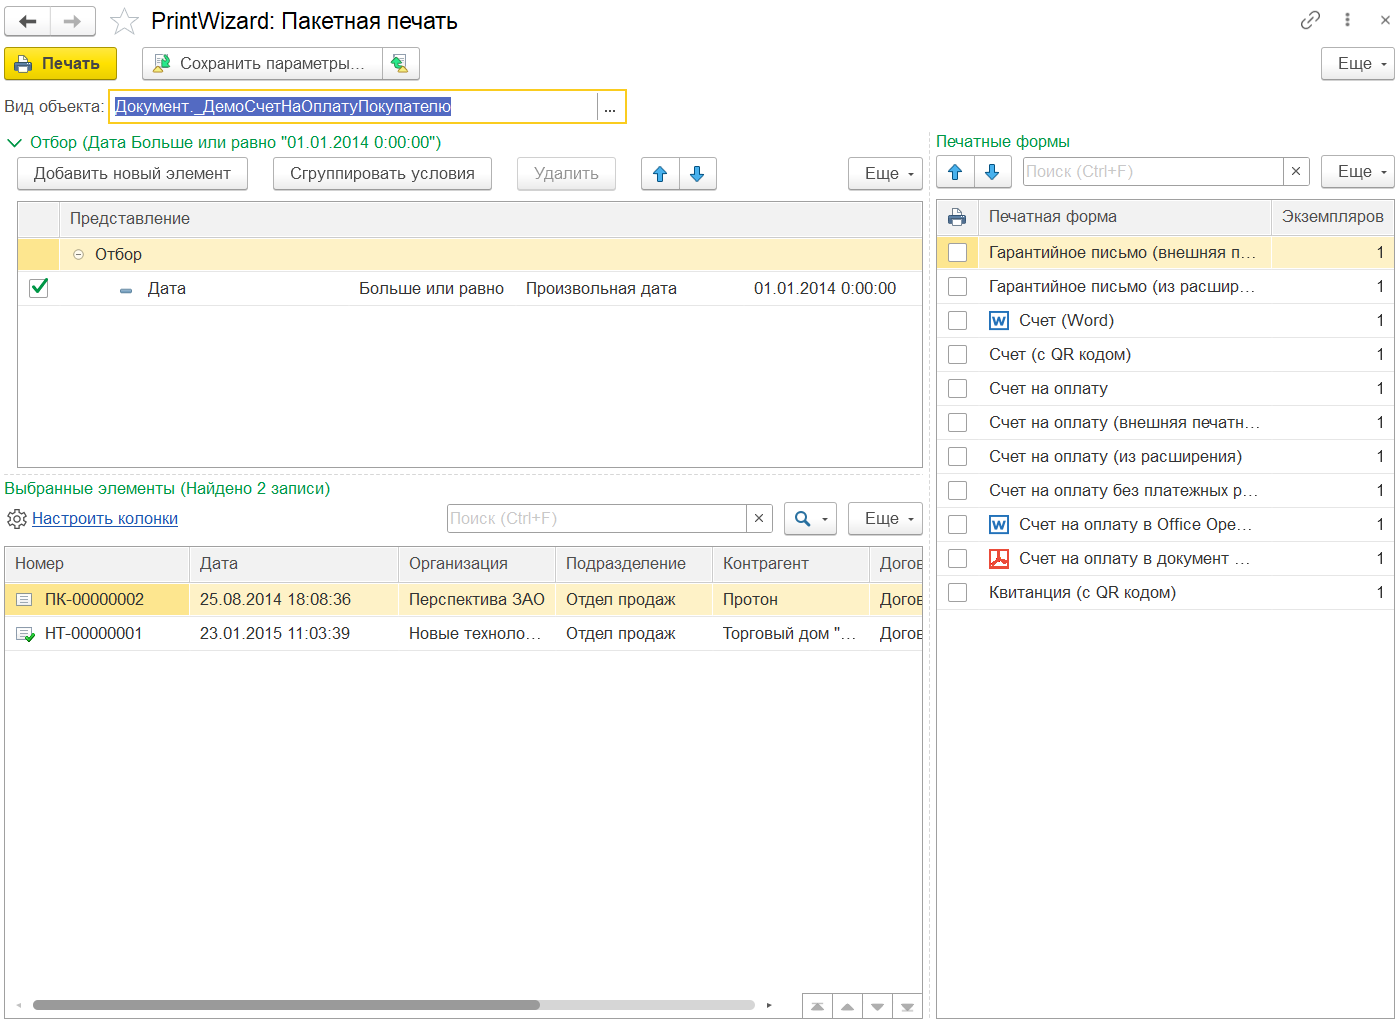 PrintWizard: Пакетная печать
Печать
Сохранить параметры...
Еще
Вид объекта: Документ._ДемоСчетНаОплатуПокупателю ...
Отбор (Дата Больше или равно "01.01.2014 0:00:00")
Добавить новый элемент Сгруппировать условия Удалить Еще
Представление
Отбор
Дата Больше или равно Произвольная дата 01.01.2014 0:00:00
Выбранные элементы (Найдено 2 записи)
Настроить колонки Поиск (Ctrl+F) Еще
Номер Дата Организация Подразделение Контрагент Догов
ПК-00000002 25.08.2014 18:08:36 Перспектива ЗАО Отдел продаж Протон Догов
НТ-00000001 23.01.2015 11:03:39 Новые техноло... Отдел продаж Торговый дом "... Догов
Печатные формы
Поиск (Ctrl+F) Еще
Печатная форма Экземпляров
Гарантийное письмо (внешняя п... 1
Гарантийное письмо (из расшир... 1
Счет (Word) 1
Счет (с QR кодом) 1
Счет на оплату 1
Счет на оплату (внешняя печатн... 1
Счет на оплату (из расширения) 1
Счет на оплату без платежных р... 1
Счет на оплату в Office Ope... 1
Счет на оплату в документ ... 1
Квитанция (с QR кодом) 1